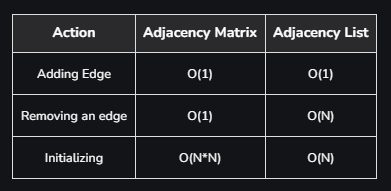 Action Adjacency Matrix Adjacency List
Adding Edge O(1) O(1)
Removing an edge O(1) O(N)
Initializing O(N*N) O(N)